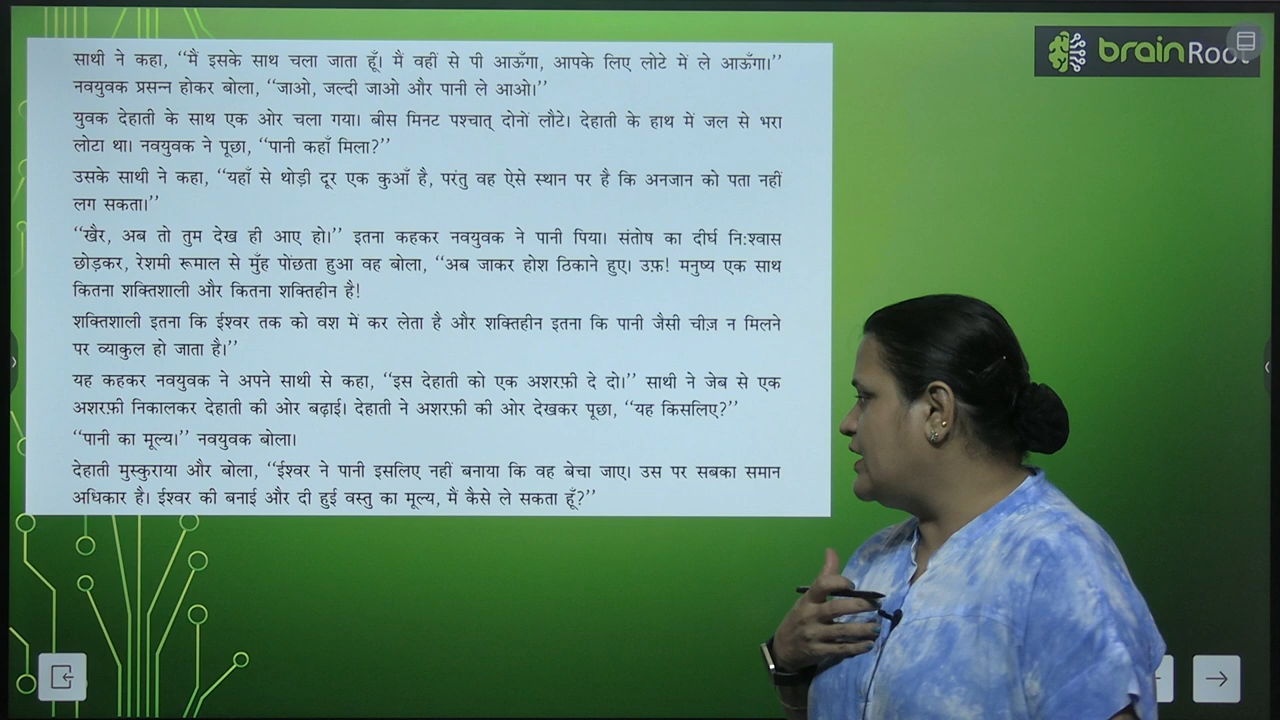 साथी ने कहा, ‘‘मैं इसके साथ चला जाता हूँ। मैं वहीं से पी आऊँगा, आपके लिए लोटे में ले आऊँगा।’’
नवयुवक प्रसन्न होकर बोला, ‘‘जाओ, जल्दी जाओ और पानी ले आओ।’’
युवक देहाती के साथ एक ओर चला गया। बीस मिनट पश्चात् दोनों लौटे। देहाती के हाथ में जल से भरा
लोटा था। नवयुवक ने पूछा, ‘‘पानी कहाँ मिला?’’
उसके साथी ने कहा, ‘‘यहाँ से थोड़ी दूर एक कुआँ है, परंतु वह ऐसे स्थान पर है कि अनजान को पता नहीं
लग सकता।’’
‘‘खैर, अब तो तुम देख ही आए हो।’’ इतना कहकर नवयुवक ने पानी पिया। संतोष का दीर्घ नि:श्वास
छोड़कर, रेशमी रूमाल से मुँह पोंछता हुआ वह बोला, ‘‘अब जाकर होश ठिकाने हुए। उफ़! मनुष्य एक साथ
कितना शक्तिशाली और कितना शक्तिहीन है!
शक्तिशाली इतना कि ईश्वर तक को वश में कर लेता है और शक्तिहीन इतना कि पानी जैसी चीज़ न मिलने
पर व्याकुल हो जाता है।’’
यह कहकर नवयुवक ने अपने साथी से कहा, ‘‘इस देहाती को एक अशरफ़ी दे दो।’’ साथी ने जेब से एक
अशरफ़ी निकालकर देहाती की ओर बढ़ाई। देहाती ने अशरफ़ी की ओर देखकर पूछा, ‘‘यह किसलिए?’’
‘‘पानी का मूल्य।’’ नवयुवक बोला।
देहाती मुस्कुराया और बोला, ‘‘ईश्वर ने पानी इसलिए नहीं बनाया कि वह बेचा जाए। उस पर सबका समान
अधिकार है। ईश्वर की बनाई और दी हुई वस्तु का मूल्य, मैं कैसे ले सकता हूँ?’’
brainRoot